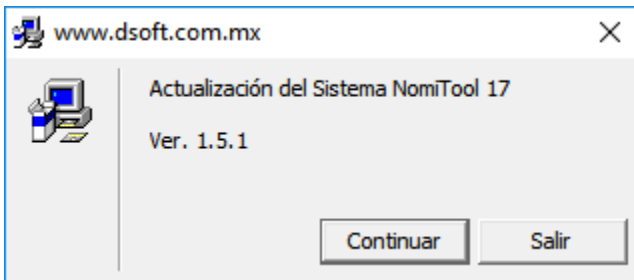 www.dsoft.com.mx
Actualización del Sistema NomiTool 17
Ver. 1.5.1
Continuar
Salir